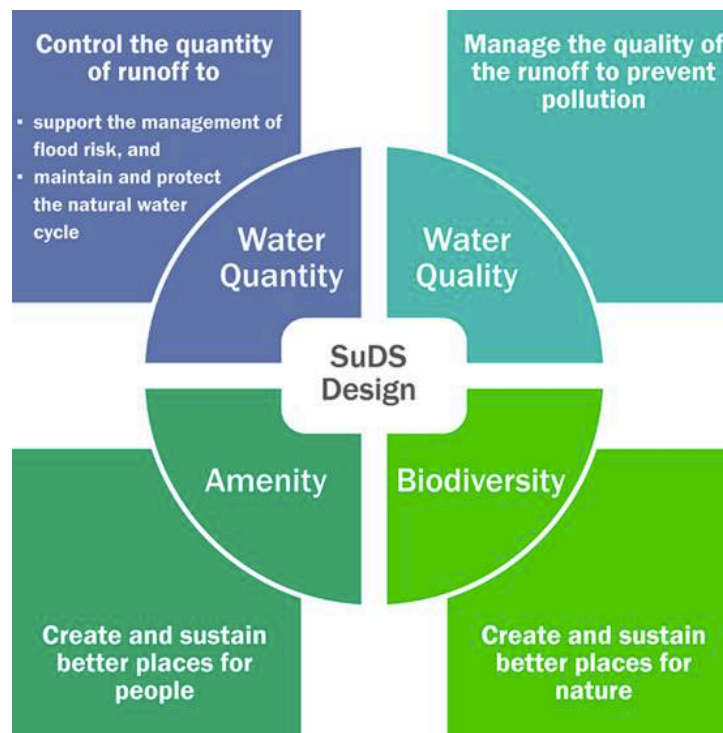 Control the quantity
of runoff to
• support the management of
flood risk, and
• maintain and protect
the natural water
cycle
Manage the quality of
the runoff to prevent
pollution
Water
Quantity
Water
Quality
SuDS
Design
Amenity
Biodiversity
Create and sustain
better places for
people
Create and sustain
better places for
nature